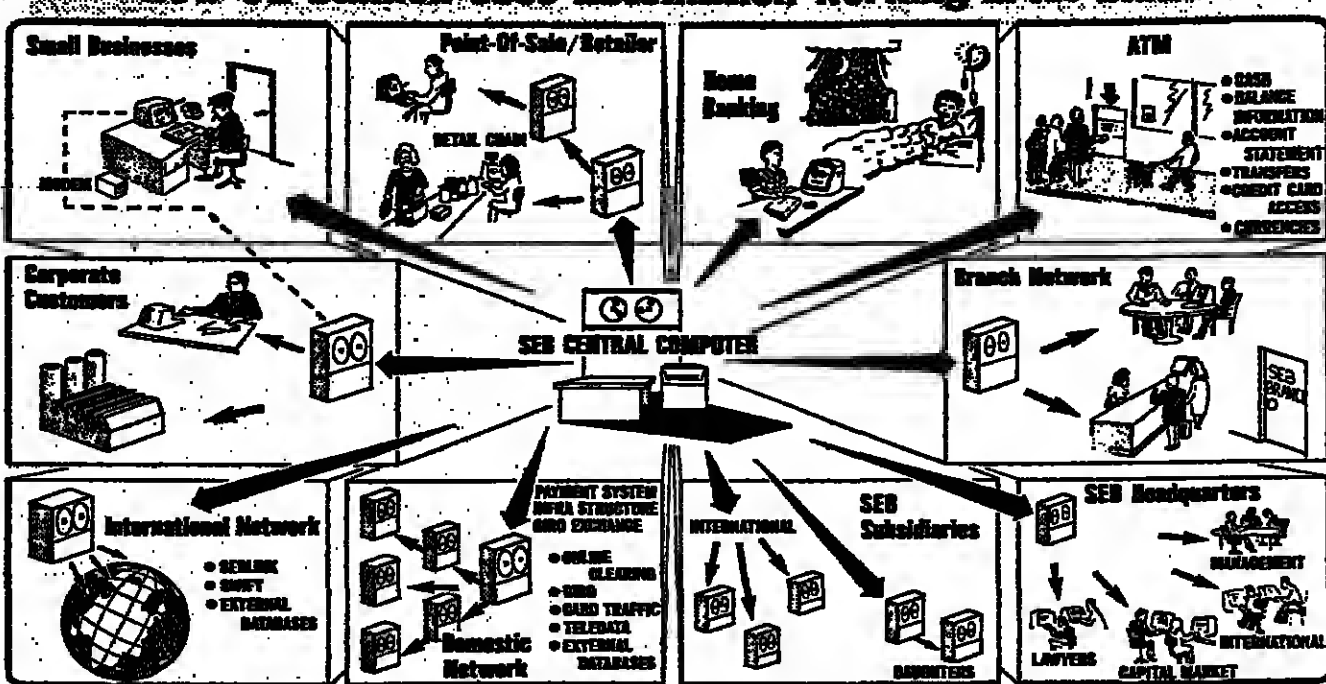 Small Businesses
MODEM
Point-Of-Sale/Retailer
RETAIL CHAIN
Home
Banking
ATM
● CASH
● BALANCE
INFORMATION
● ACCOUNT
STATEMENT
● TRANSFERS
● CREDIT CARD
ACCESS
● CURRENCIES
Corporate
Customers
SEB CENTRAL COMPUTER
Branch Network
SEB
BRANCH
International Network
● SEBLINK
● SWIFT
● EXTERNAL
DATABASES
PAYMENT SYSTEM
INFRA STRUCTURE
GIRO EXCHANGE
● ONLINE
CLEARING
● GIRO
● CARD TRAFFIC
● TELEDATA
● EXTERNAL
DATABASES
Domestic
Network
INTERNATIONAL
SEB
Subsidiaries
DAUGHTERS
SEB Headquarters
MANAGEMENT
INTERNATIONAL
LAWYERS
CAPITAL MARKET